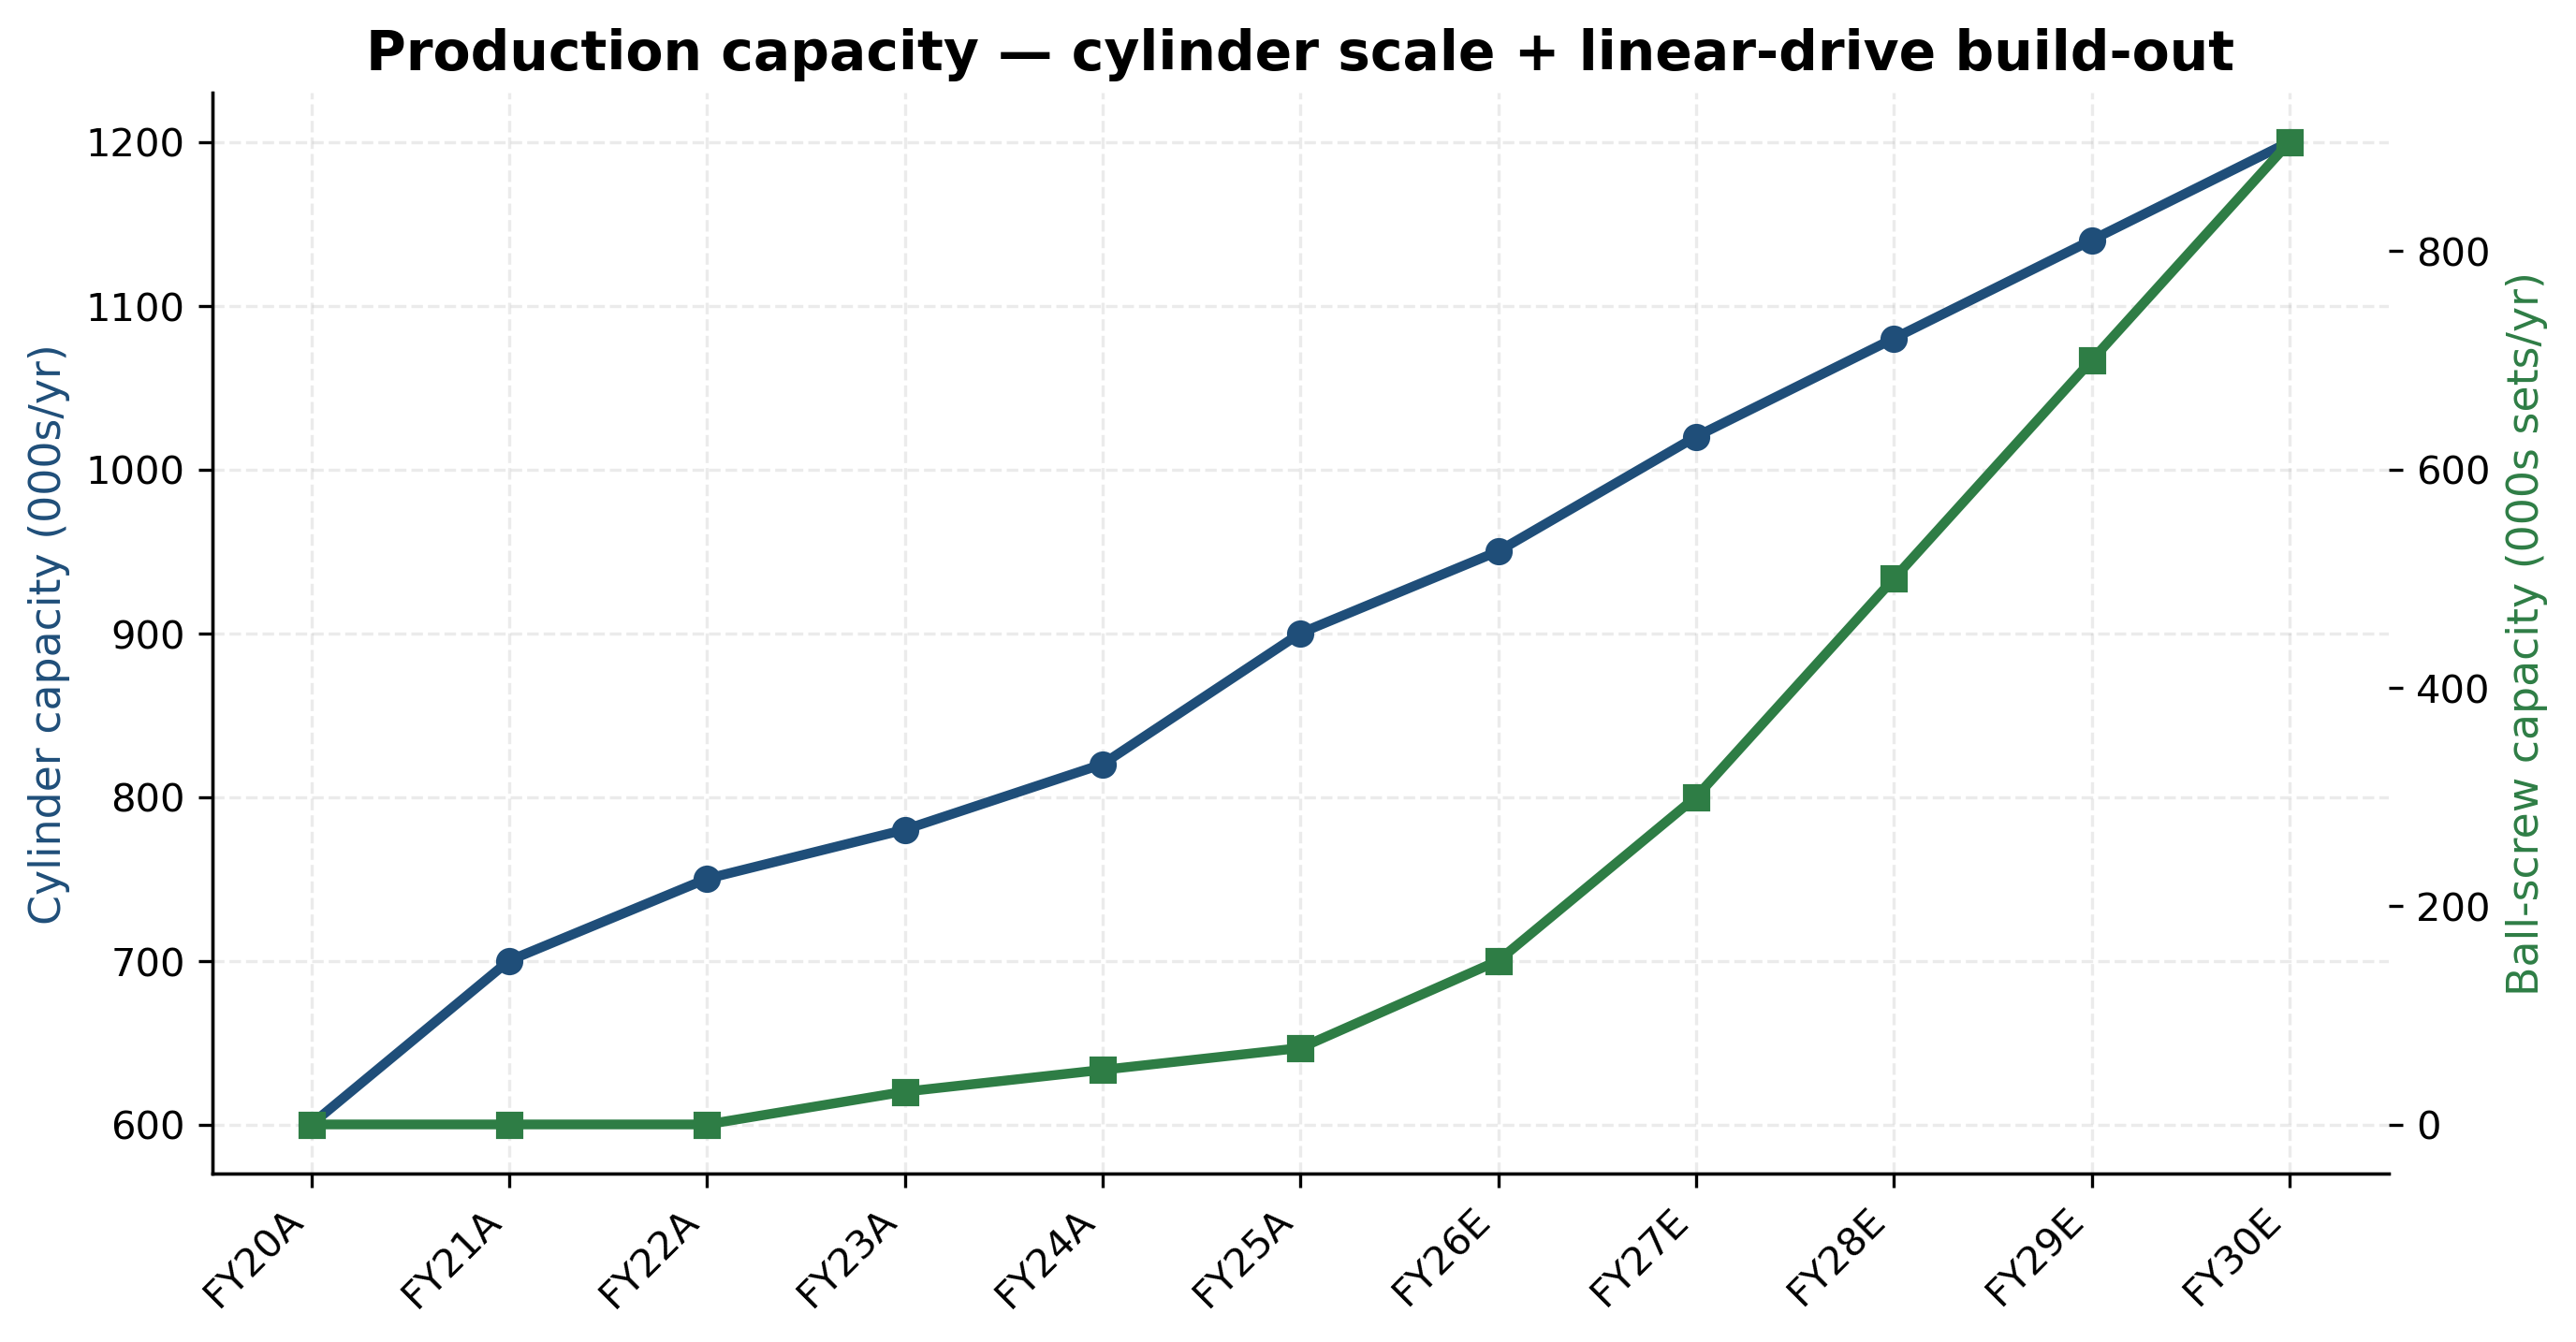 Production capacity — cylinder scale + linear-drive build-out
Cylinder capacity (000s/yr)
1200
1100
1000
900
800
700
600
800
600
400
200
0
Ball-screw capacity (000s sets/yr)
FY20A
FY21A
FY22A
FY23A
FY24A
FY25A
FY26E
FY27E
FY28E
FY29E
FY30E